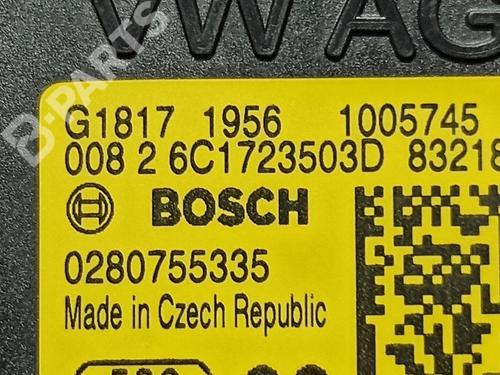 VW AG
B-PARTS
G1817 1956 1005745
008 2 6C1723503D 83218
BOSCH
0280755335
Made in Czech Republic